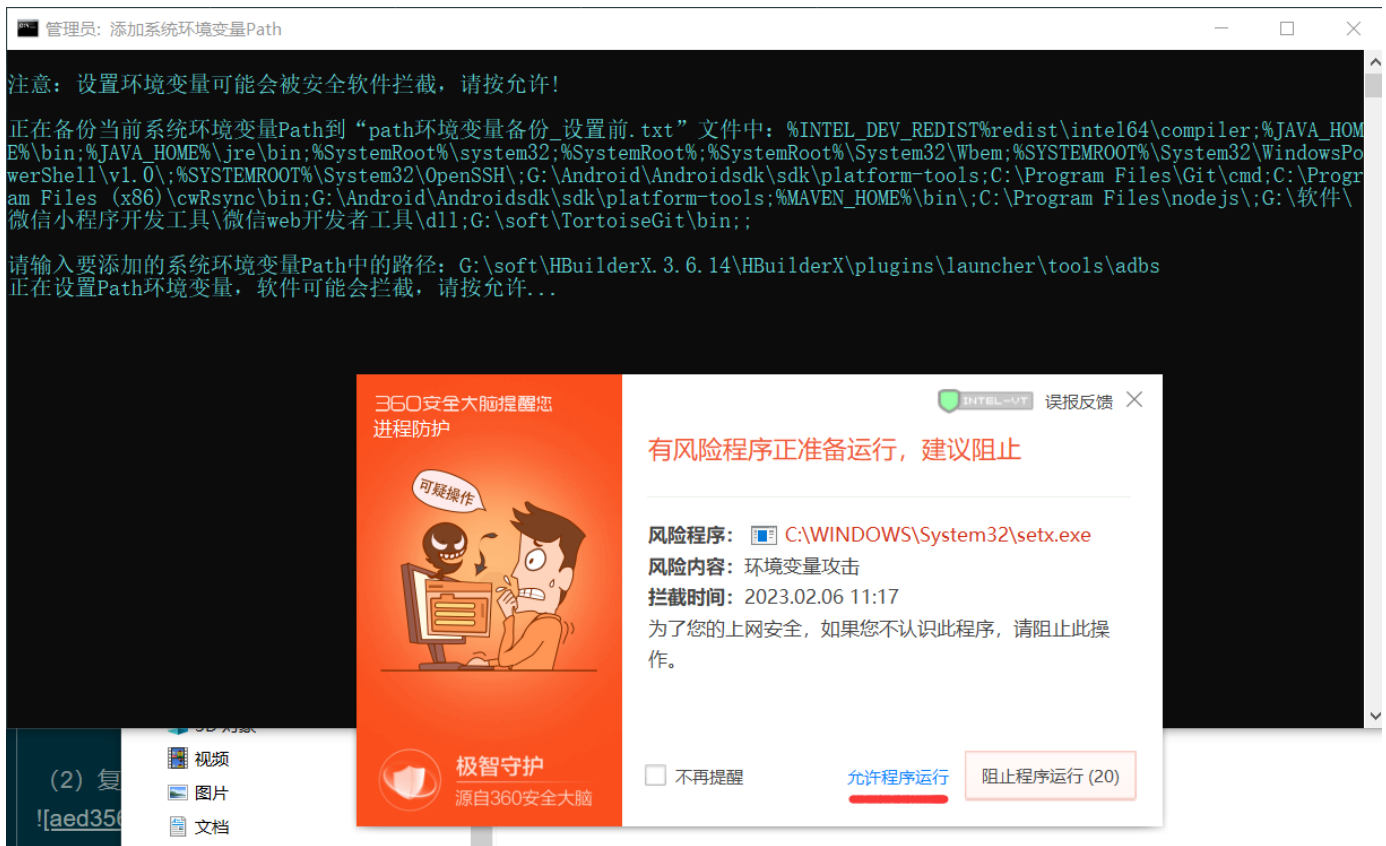 管理员: 添加系统环境变量Path
注意：设置环境变量可能会被安全软件拦截，请按允许!
正在备份当前系统环境变量Path到“path环境变量备份_设置前.txt”文件中：%INTEL_DEV_REDIST%redist\intel64\compiler;%JAVA_HOM
E%\bin;%JAVA_HOME%\jre\bin;%SystemRoot%\system32;%SystemRoot%;%SystemRoot%\System32\Wbem;%SYSTEMROOT%\System32\WindowsPo
werShell\v1.0\;%SYSTEMROOT%\System32\OpenSSH\;G:\Android\Androidsdk\sdk\platform-tools;C:\Program Files\Git\cmd;C:\Progr
am Files (x86)\cwRsync\bin;G:\Android\Androidsdk\sdk\platform-tools;%MAVEN_HOME%\bin\;C:\Program Files\nodejs\;G:\软件\
微信小程序开发工具\微信web开发者工具\dll;G:\soft\TortoiseGit\bin;;
请输入要添加的系统环境变量Path中的路径：G:\soft\HBuilderX.3.6.14\HBuilderX\plugins\launcher\tools\adbs
正在设置Path环境变量，软件可能会拦截，请按允许...
360安全大脑提醒您
进程防护
可疑操作
极智守护
源自360安全大脑
INTEL-VT 误报反馈
有风险程序正准备运行，建议阻止
风险程序： C:\WINDOWS\System32\setx.exe
风险内容：环境变量攻击
拦截时间：2023.02.06 11:17
为了您的上网安全，如果您不认识此程序，请阻止此操
作。
不再提醒 允许程序运行 阻止程序运行 (20)
视频
（2）复
图片
![aed356
文档